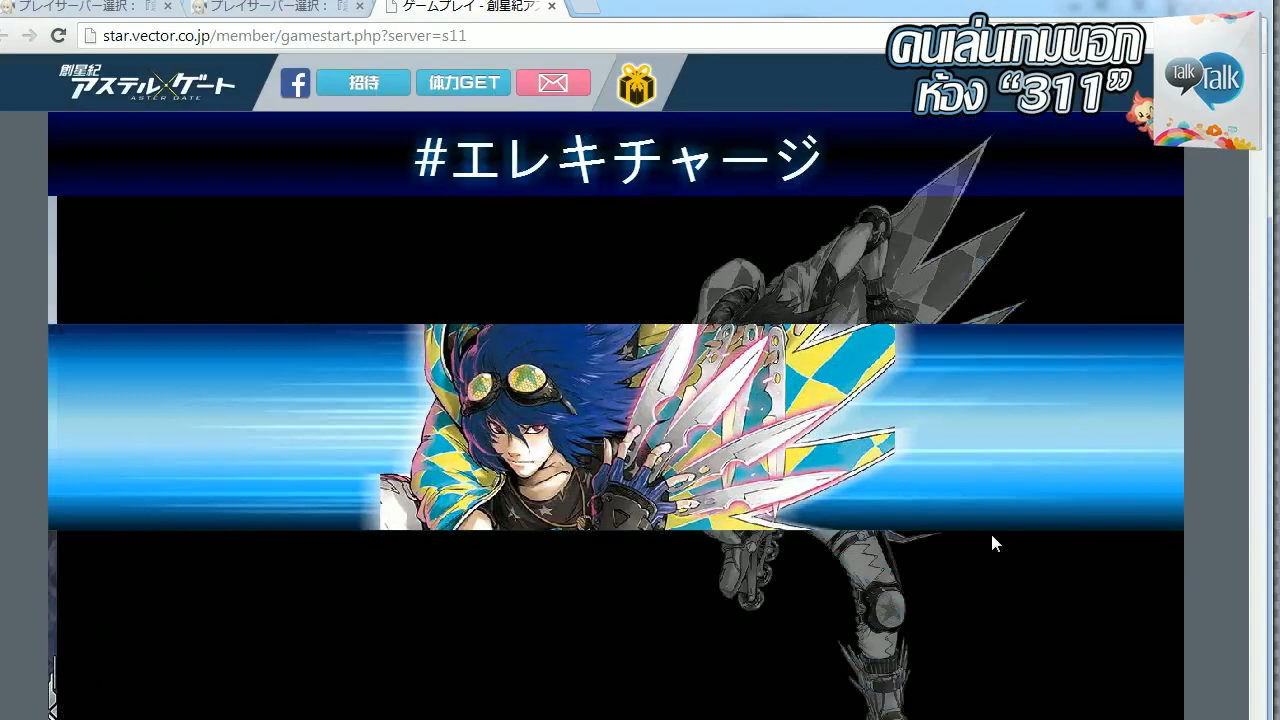 プレイサーバー選択：『
プレイサーバー選択：『
ゲームプレイ - 創星紀ア
star.vector.co.jp/member/gamestart.php?server=s11
創星紀
アステル×ゲート
ASTER GATE
招待
体力GET
คนเล่นเกมนอก
ห้อง “311”
Talk Talk
#エレキチャージ